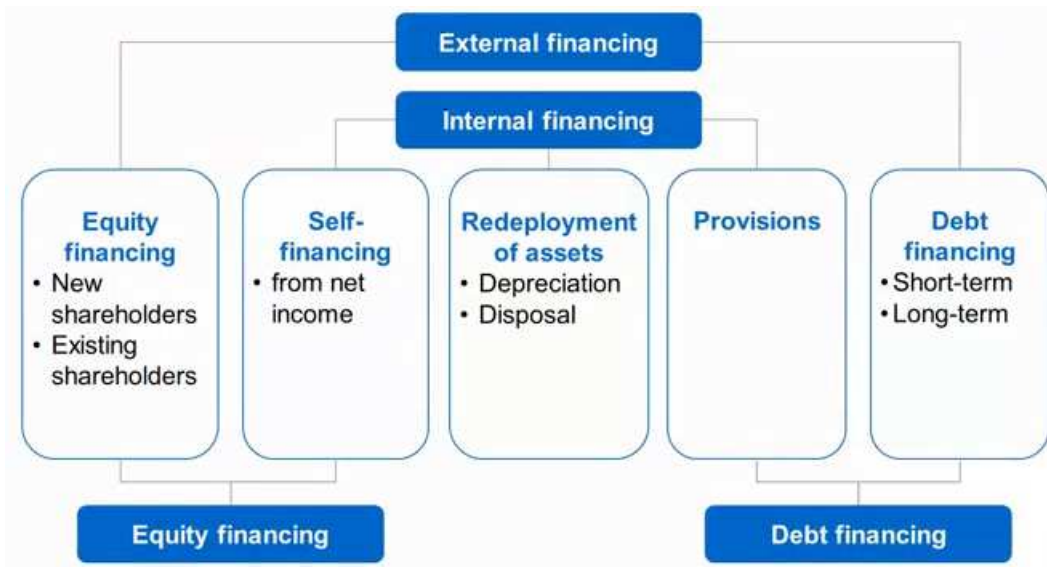 External financing
Internal financing
Equity
financing
• New
shareholders
• Existing
shareholders
Self-
financing
• from net
income
Redeployment
of assets
• Depreciation
• Disposal
Provisions
Debt
financing
• Short-term
• Long-term
Equity financing
Debt financing